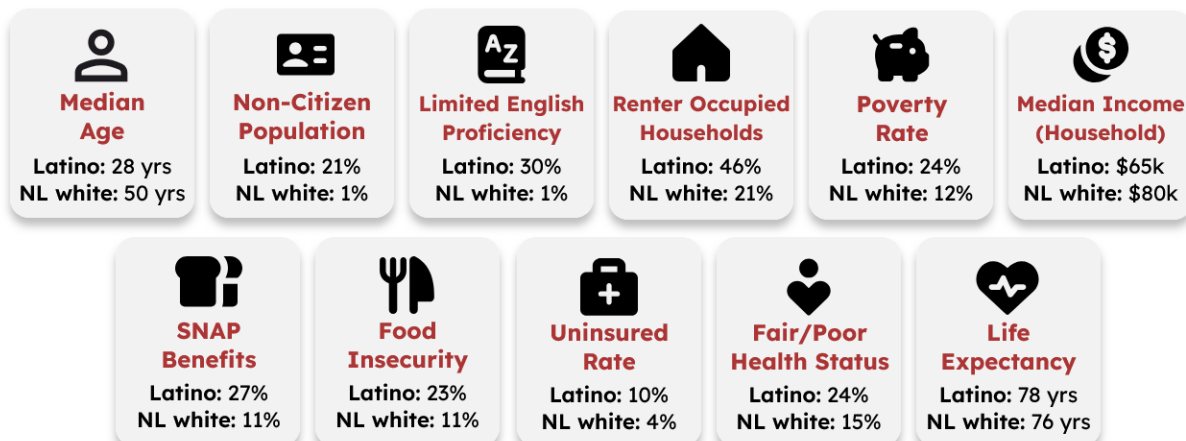 Median
Age
Latino: 28 yrs
NL white: 50 yrs
Non-Citizen
Population
Latino: 21%
NL white: 1%
AZ
Limited English
Proficiency
Latino: 30%
NL white: 1%
Renter Occupied
Households
Latino: 46%
NL white: 21%
Poverty
Rate
Latino: 24%
NL white: 12%
$
Median Income
(Household)
Latino: $65k
NL white: $80k
SNAP
Benefits
Latino: 27%
NL white: 11%
Food
Insecurity
Latino: 23%
NL white: 11%
Uninsured
Rate
Latino: 10%
NL white: 4%
Fair/Poor
Health Status
Latino: 24%
NL white: 15%
Life
Expectancy
Latino: 78 yrs
NL white: 76 yrs